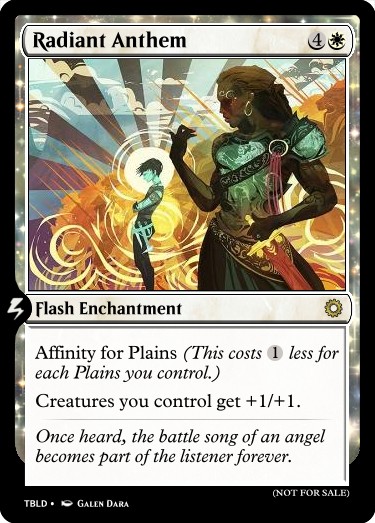 Radiant Anthem 4
Flash Enchantment
Affinity for Plains (This costs 1 less for
each Plains you control.)
Creatures you control get +1/+1.
Once heard, the battle song of an angel
becomes part of the listener forever.
(NOT FOR SALE)
TBLD • GALEN DARA